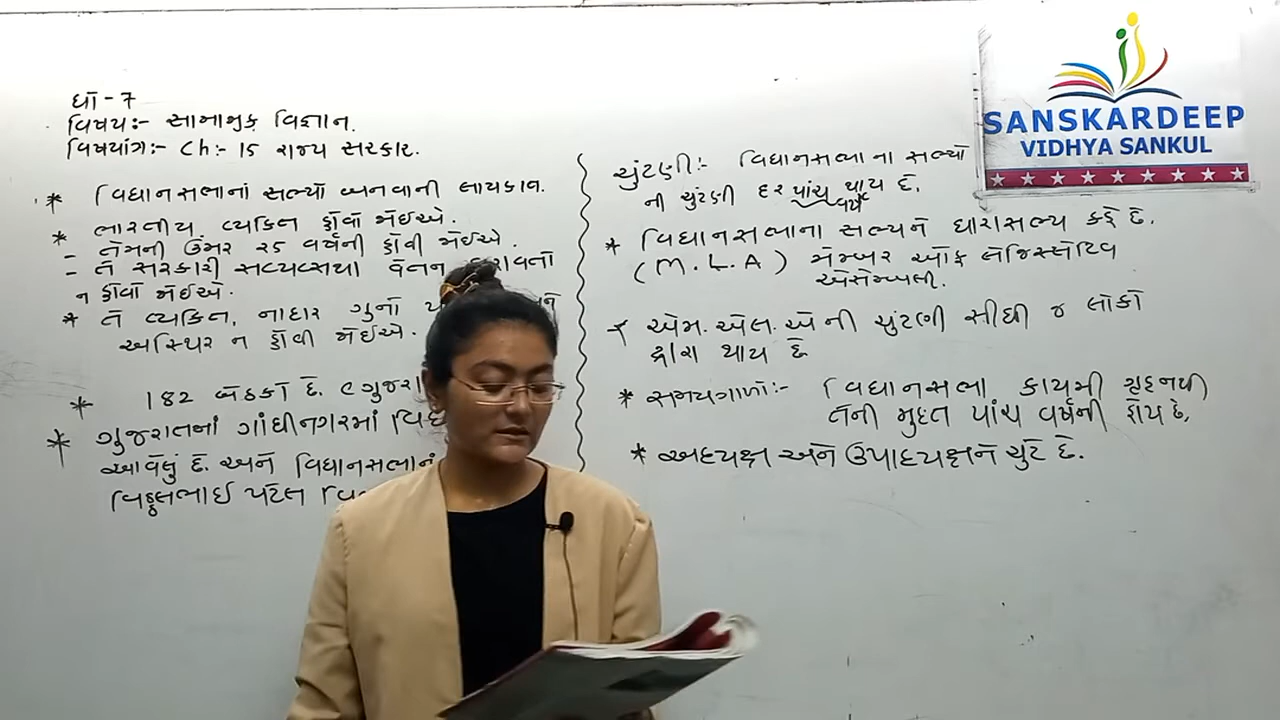 ધો - 7
વિષય:- સામાજીક વિજ્ઞાન.
વિષયાંગ:- Ch:- 15 રાજ્ય સરકાર.
* વિધાનસભાનાં સભ્યો બનવાની લાયકાત.
* ભારતીય વ્યકિત હોવો જોઈએ.
- તેમની ઉંમર 25 વર્ષની હોવી જોઈએ.
- તે સરકારી સવ્યવ્સથા વેતન
ન હોવો જોઈએ.
* તે વ્યકિત, નાદાર ગુનો
અસ્થિર ન હોવી જોઈએ.
* 182 બેઠકો છે.
* ગુજરાતનાં ગાંધીનગરમાં
આવેલું છે. અને વિધાનસભાનું
વિઠ્ઠલભાઈ પટેલ
ચુંટણી:- વિધાનસભા ના સભ્યો
ની ચુંટણી દર પાંચ થાય છે.
વર્ષે
* વિધાનસભાના સભ્યને ધારાસભ્ય કહે છે.
(M.L.A) મેમ્બર ઓફ લેજિસ્લેટિવ
એસેમ્બલી.
* એમ. એલ. એ ની ચુંટણી સીધી જ લોકો
દ્વારા થાય છે
* સમયગાળો:- વિધાનસભા કાયમી ગૃહ નથી
તેની મુદત પાંચ વર્ષની હોય છે.
* અધ્યક્ષ અને ઉપાધ્યક્ષને ચુંટે છે.
SANSKARDEEP
VIDHYA SANKUL